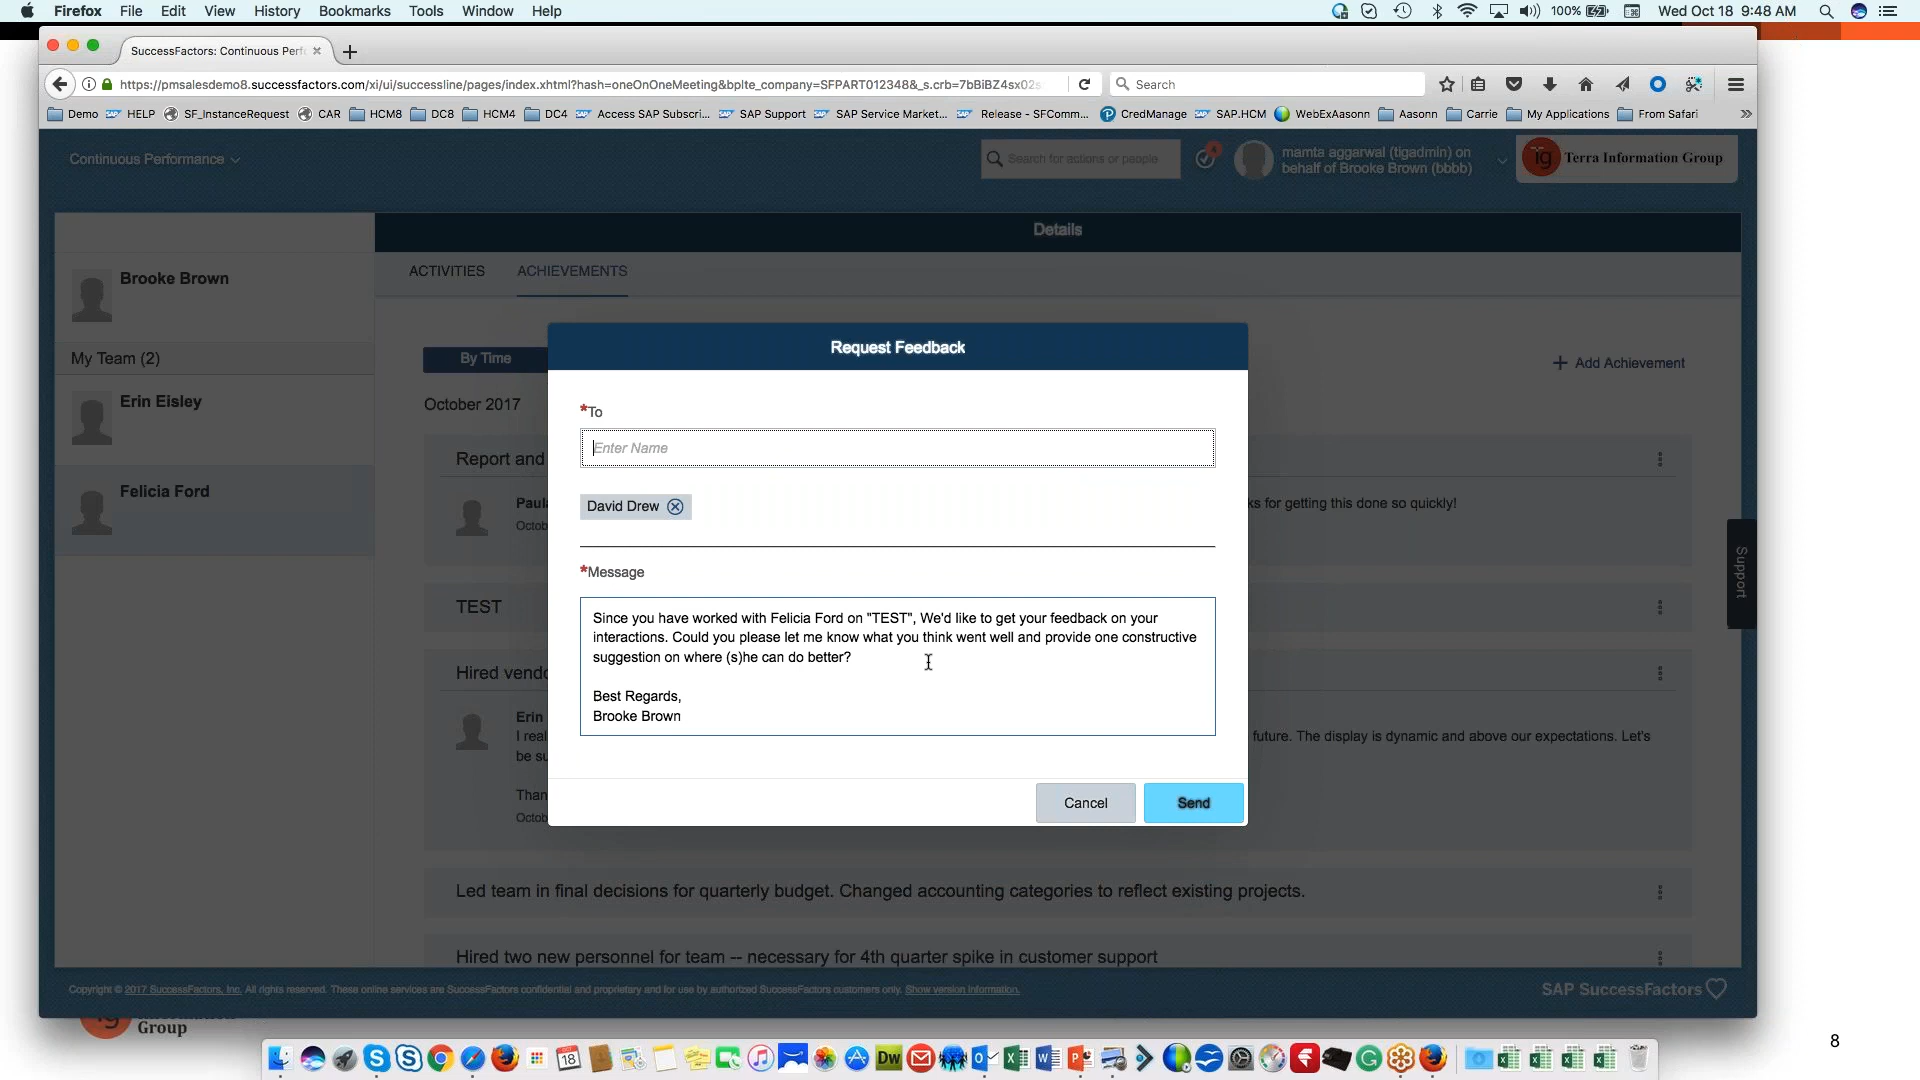 Firefox File Edit View History Bookmarks Tools Window Help 100% Wed Oct 18 9:48 AM
SuccessFactors: Continuous Perf
https://pmsalesdemo8.successfactors.com/xi/ui/successline/pages/index.xhtml?hash=oneOnOneMeeting&bplte_company=SFPART012348&_s.crb=7bBiBZ4sx02s Search
Demo HELP SF_InstanceRequest CAR HCM8 DC8 HCM4 DC4 Access SAP Subscri... SAP Support SAP Service Market... Release - SFComm... CredManage SAP.HCM WebExAasonn Aasonn Carrie My Applications From Safari
Continuous Performance
Search for actions or people
4
mamta aggarwal (tigadmin) on
behalf of Brooke Brown (bbbb)
tig Terra Information Group
Details
Brooke Brown
ACTIVITIES ACHIEVEMENTS
My Team (2)
Erin Eisley
Felicia Ford
By Time
Add Achievement
October 2017
Report and
Paula
ks for getting this done so quickly!
Octob
TEST
Hired vendo
Erin
I real
future. The display is dynamic and above our expectations. Let's
be su
Than
Octob
Led team in final decisions for quarterly budget. Changed accounting categories to reflect existing projects.
Hired two new personnel for team -- necessary for 4th quarter spike in customer support
Support
Request Feedback
*To
Enter Name
David Drew
*Message
Since you have worked with Felicia Ford on "TEST", We'd like to get your feedback on your
interactions. Could you please let me know what you think went well and provide one constructive
suggestion on where (s)he can do better?
Best Regards,
Brooke Brown
Cancel Send
Copyright © 2017 SuccessFactors, Inc. All rights reserved. These online services are SuccessFactors confidential and proprietary and for use by authorized SuccessFactors customers only. Show version information.
SAP SuccessFactors
Group
8
18
Dw